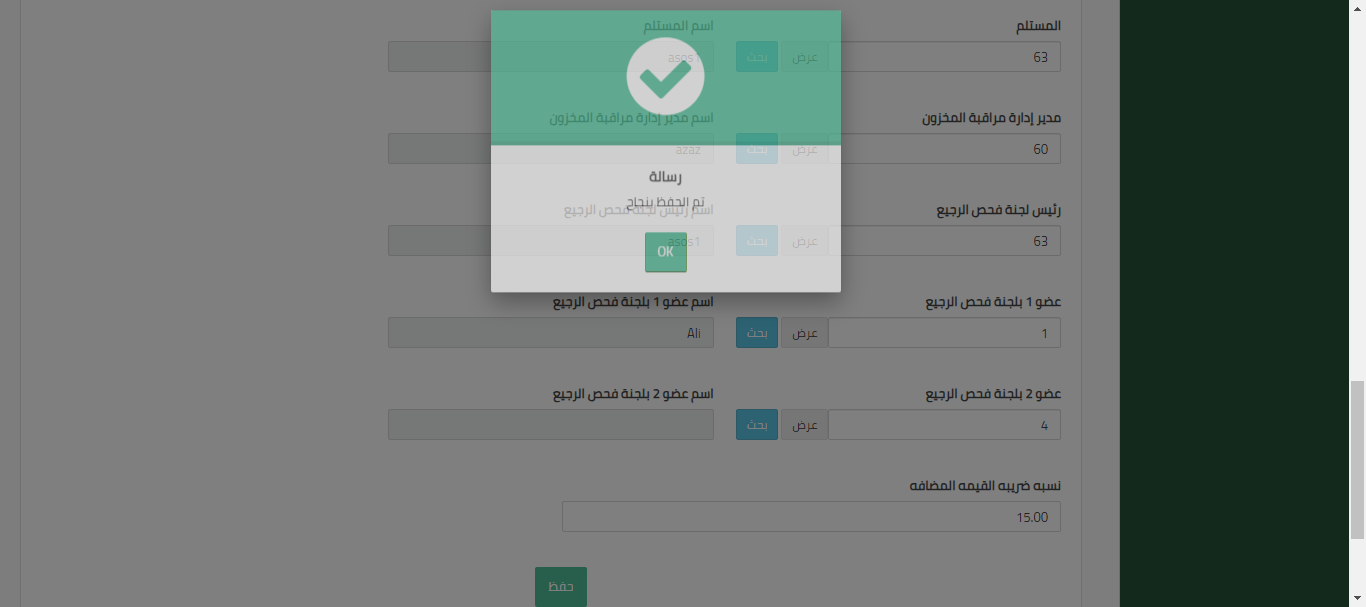 المستلم
اسم المستلم
63
عرض
بحث
asos1
مدير إدارة مراقبة المخزون
اسم مدير إدارة مراقبة المخزون
60
عرض
بحث
azaz
رسالة
تم الحفظ بنجاح
OK
رئيس لجنة فحص الرجيع
اسم رئيس لجنة فحص الرجيع
63
عرض
بحث
asos1
عضو 1 بلجنة فحص الرجيع
اسم عضو 1 بلجنة فحص الرجيع
1
عرض
بحث
Ali
عضو 2 بلجنة فحص الرجيع
اسم عضو 2 بلجنة فحص الرجيع
4
عرض
بحث
نسبه ضريبه القيمه المضافه
15.00
حفظ